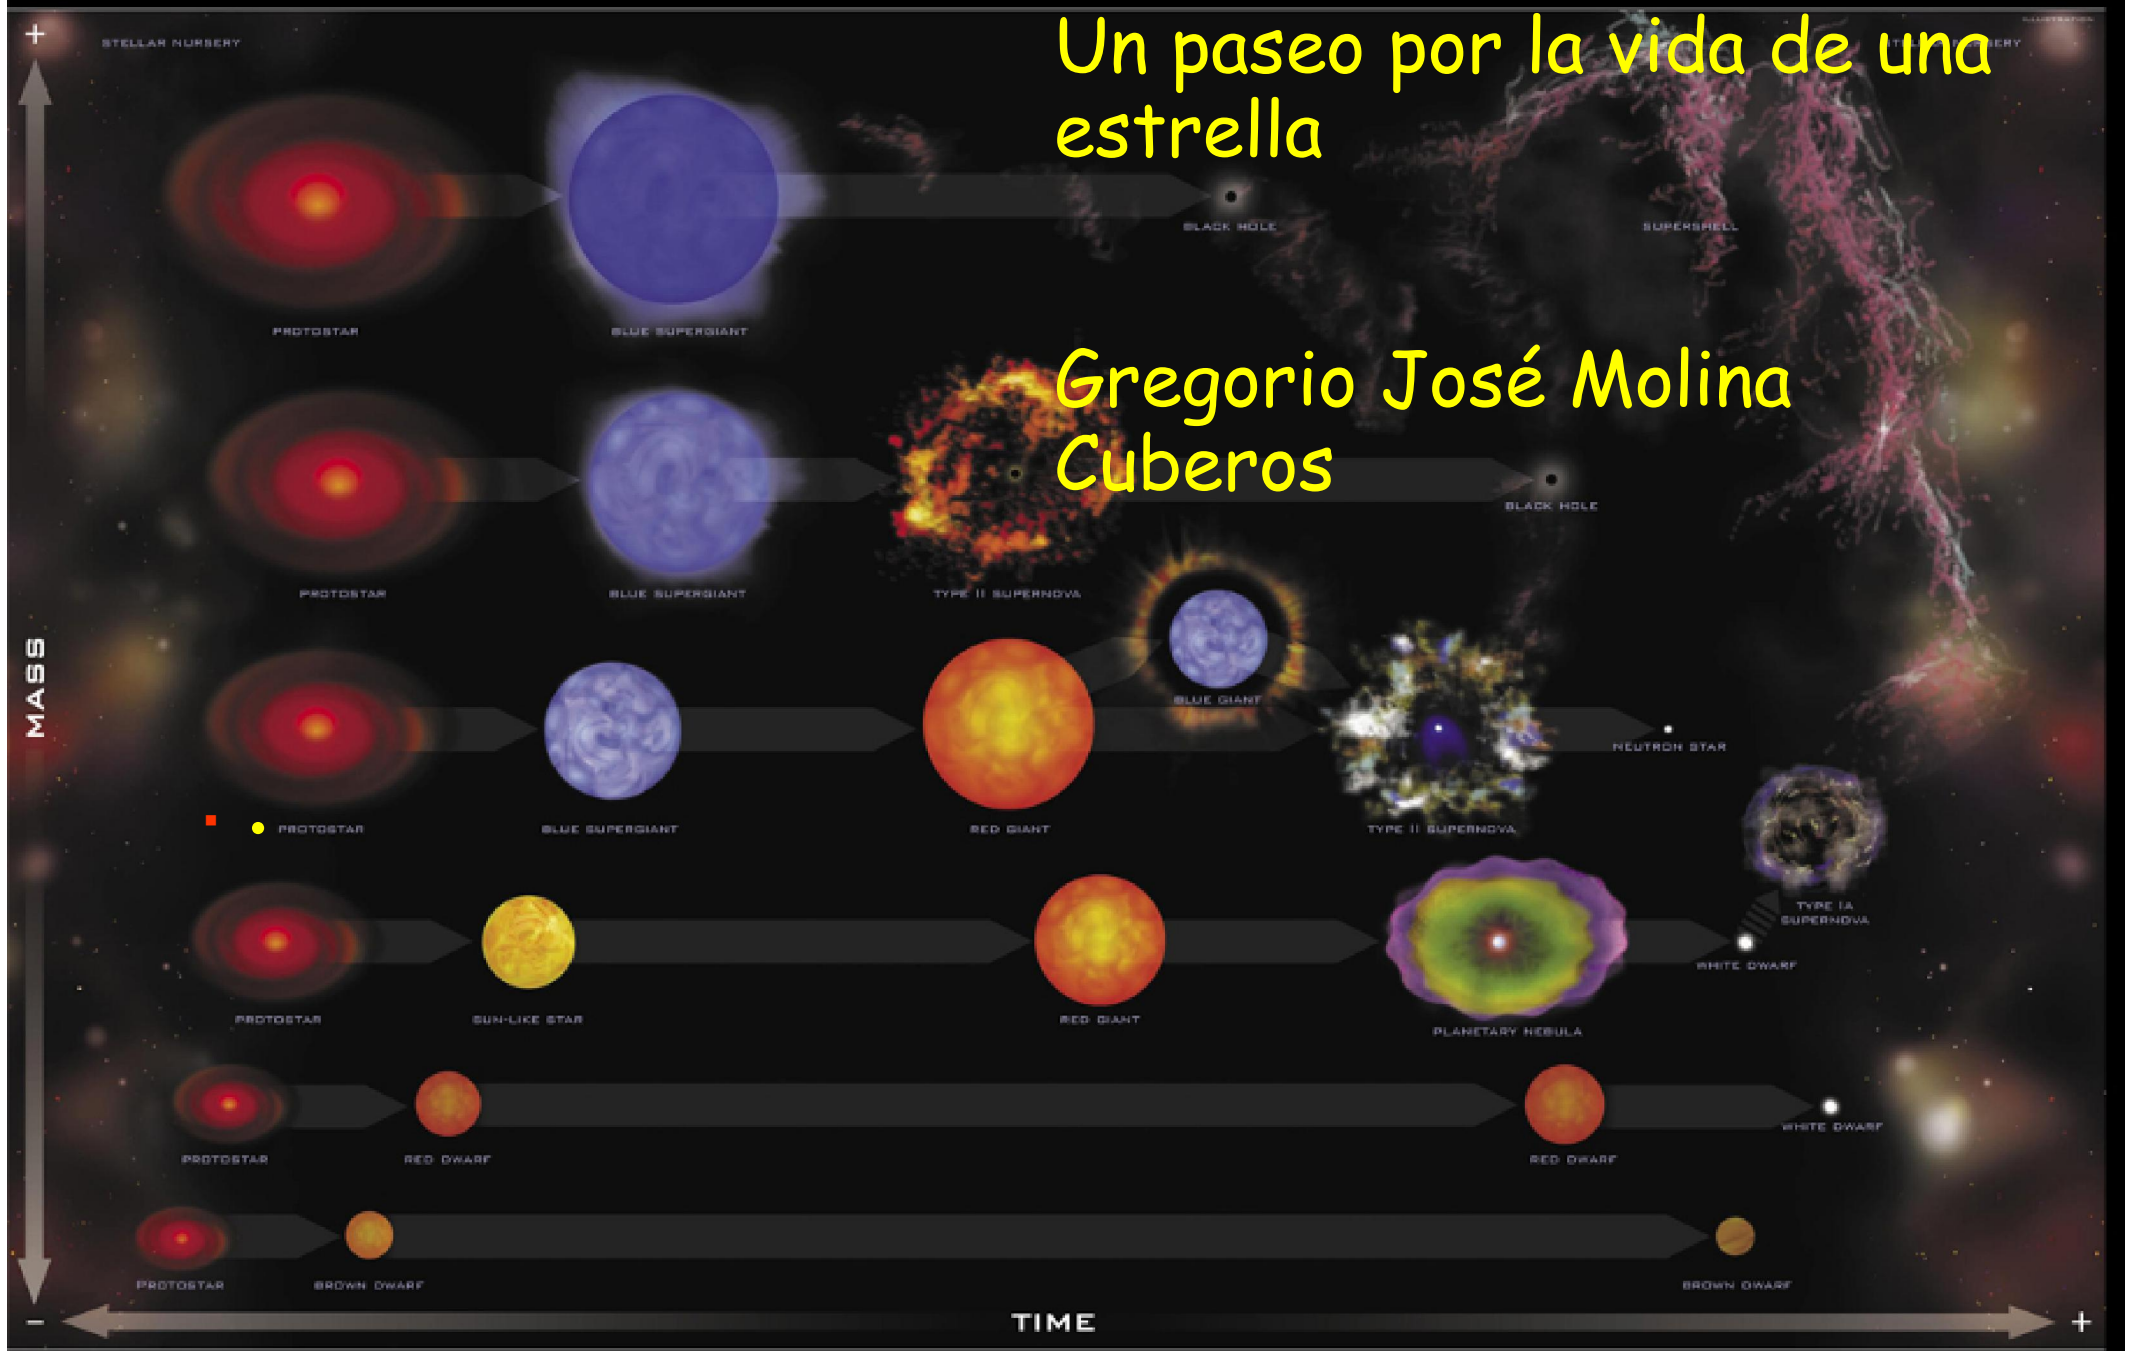 +
STELLAR NURSERY
Un paseo por la vida de una
estrella
ILLUSTRATION
STELLAR NURSERY
BLACK HOLE
SUPERSHELL
PROTOSTAR
BLUE SUPERGIANT
Gregorio José Molina
Cuberos
BLACK HOLE
PROTOSTAR
BLUE SUPERGIANT
TYPE II SUPERNOVA
MASS
BLUE GIANT
NEUTRON STAR
PROTOSTAR
BLUE SUPERGIANT
RED GIANT
TYPE II SUPERNOVA
TYPE IA
SUPERNOVA
WHITE DWARF
PROTOSTAR
SUN-LIKE STAR
RED GIANT
PLANETARY NEBULA
WHITE DWARF
PROTOSTAR
RED DWARF
RED DWARF
PROTOSTAR
BROWN DWARF
BROWN DWARF
−
TIME
+